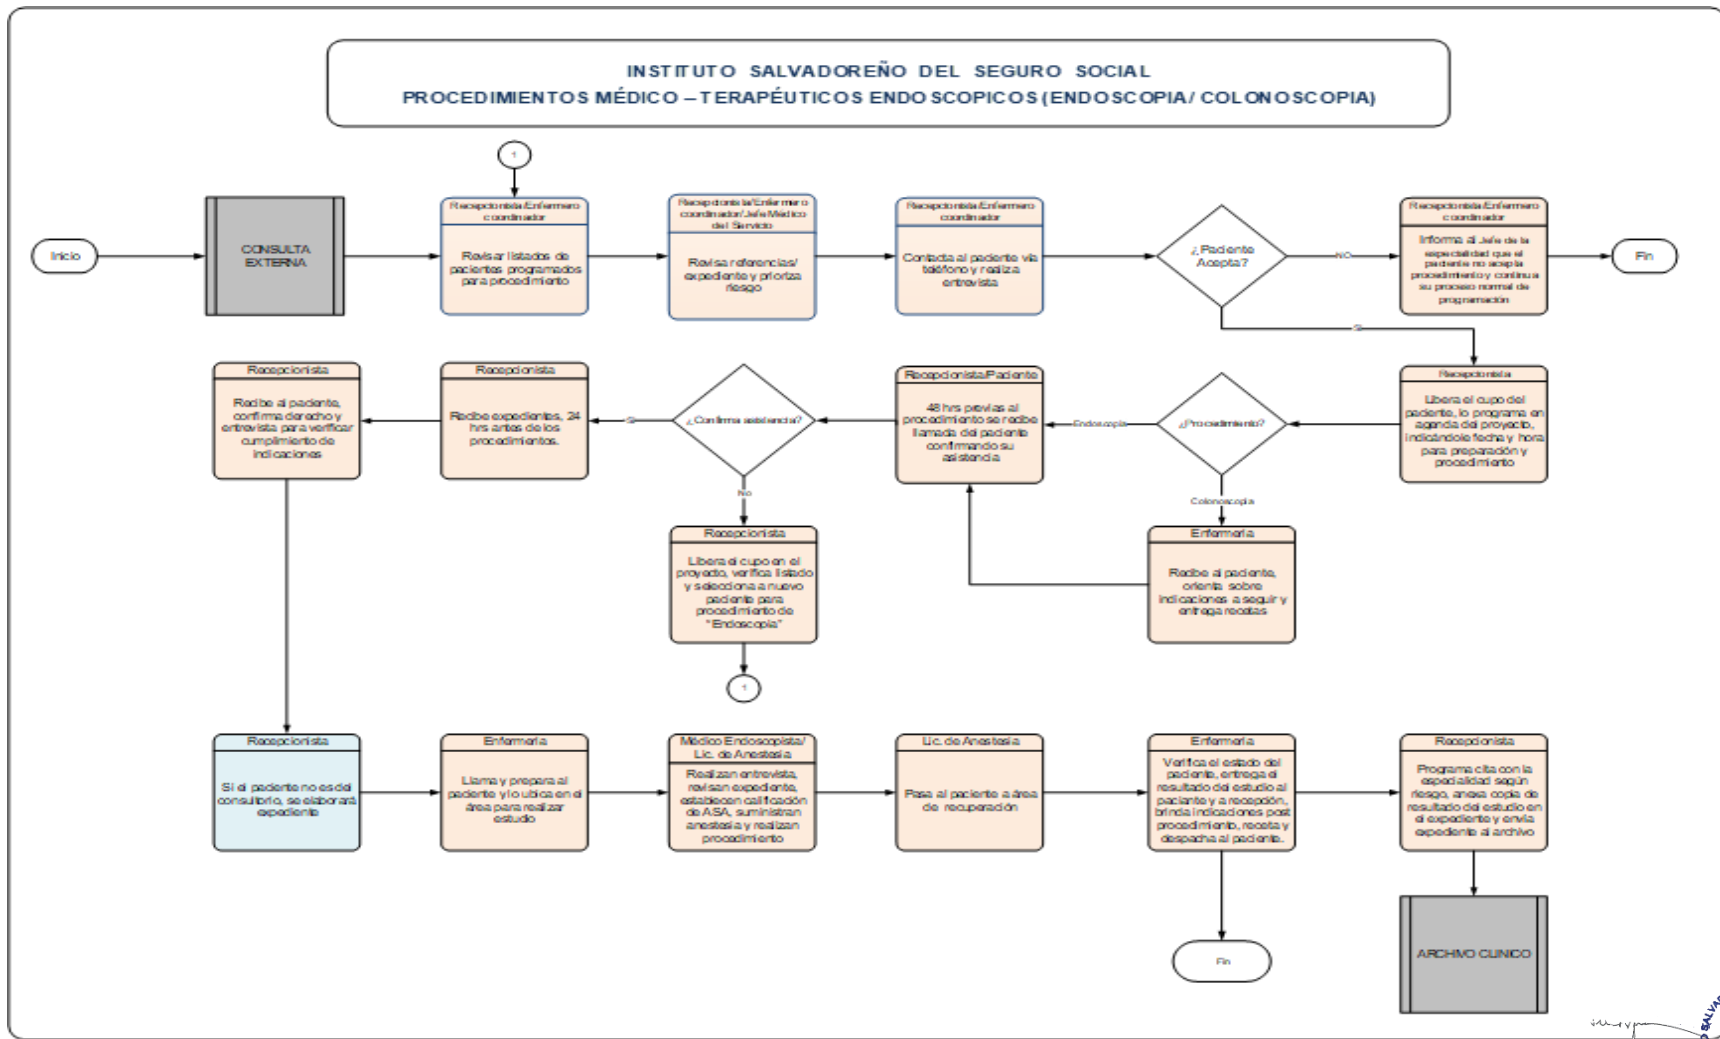 INSTITUTO SALVADOREÑO DEL SEGURO SOCIAL
PROCEDIMIENTOS MÉDICO – TERAPÉUTICOS ENDOSCOPICOS (ENDOSCOPIA/ COLONOSCOPIA)
1
Inicio
CONSULTA
EXTERNA
Recepcionista/Enfermero
coordinador
Revisar listados de
pacientes programados
para procedimiento
Recepcionista/Enfermero
coordinador/Jefe Médico
del Servicio
Revisa referencias/
expediente y prioriza
riesgo
Recepcionista/Enfermero
coordinador
Contacta al paciente vía
teléfono y realiza
entrevista
¿Paciente
Acepta?
NO
Recepcionista/Enfermero
coordinador
Informa al Jefe de la
especialidad que el
paciente no acepta
procedimiento y continua
su proceso normal de
programación
Fin
SI
Recepcionista
Libera el cupo del
paciente, lo programa en
agenda del proyecto,
indicándole fecha y hora
para preparación y
procedimiento
¿Procedimiento?
Endoscopia
Colonoscopia
Recepcionista/Paciente
48 hrs previas al
procedimiento se recibe
llamada del paciente
confirmando su
asistencia
¿Confirma asistencia?
SI
No
Recepcionista
Recibe expedientes, 24
hrs antes de los
procedimientos.
Recepcionista
Recibe al paciente,
confirma derecho y
entrevista para verificar
cumplimiento de
indicaciones
Recepcionista
Libera el cupo en el
proyecto, verifica listado
y selecciona a nuevo
paciente para
procedimiento de
"Endoscopia"
1
Enfermería
Recibe al paciente,
orienta sobre
indicaciones a seguir y
entrega recetas
Recepcionista
Si el paciente no es del
consultorio, se elaborará
expediente
Enfermería
Llama y prepara al
paciente y lo ubica en el
área para realizar
estudio
Médico Endoscopista/
Lic. de Anestesia
Realizan entrevista,
revisan expediente,
establecen calificación
de ASA, suministran
anestesia y realizan
procedimiento
Lic. de Anestesia
Pasa al paciente a área
de recuperación
Enfermería
Verifica el estado del
paciente, entrega el
resultado del estudio al
paciente y a recepción,
brinda indicaciones post
procedimiento, receta y
despacha al paciente.
Recepcionista
Programa cita con la
especialidad según
riesgo, anexa copia de
resultado del estudio en
el expediente y envía
expediente al archivo
Fin
ARCHIVO CLINICO